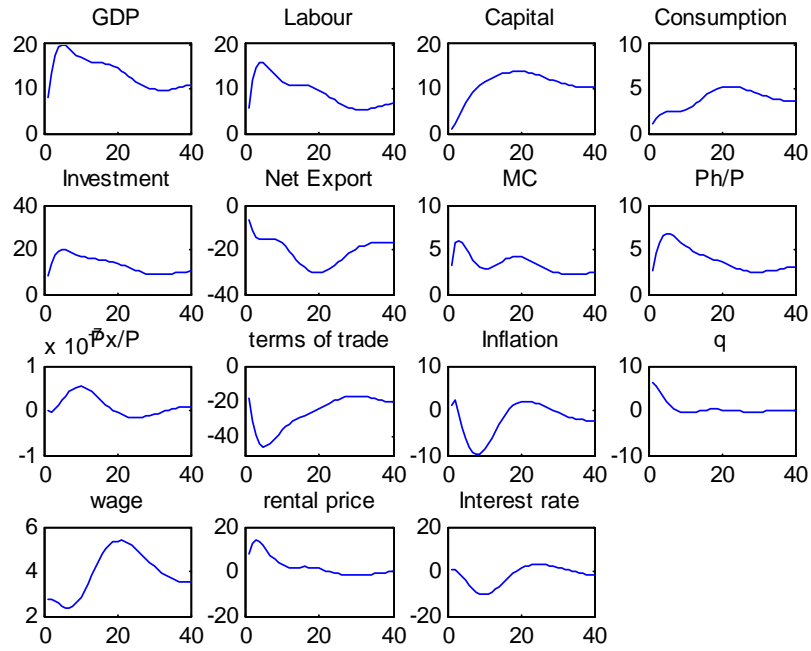 GDP Labour Capital Consumption
20 20 20 10
10 10 10 5
0 0 0 0
0 20 40 0 20 40 0 20 40 0 20 40
Investment Net Export MC Ph/P
40 0 10 10
20 -20 5 5
0 -40 0 0
0 20 40 0 20 40 0 20 40 0 20 40
x 10 Px/P terms of trade Inflation q
1 0 10 10
0 -20 0 0
-40
-1 -10 -10
0 20 40 0 20 40 0 20 40 0 20 40
wage rental price Interest rate
6 20 20
4 0 0
2 -20 -20
0 20 40 0 20 40 0 20 40